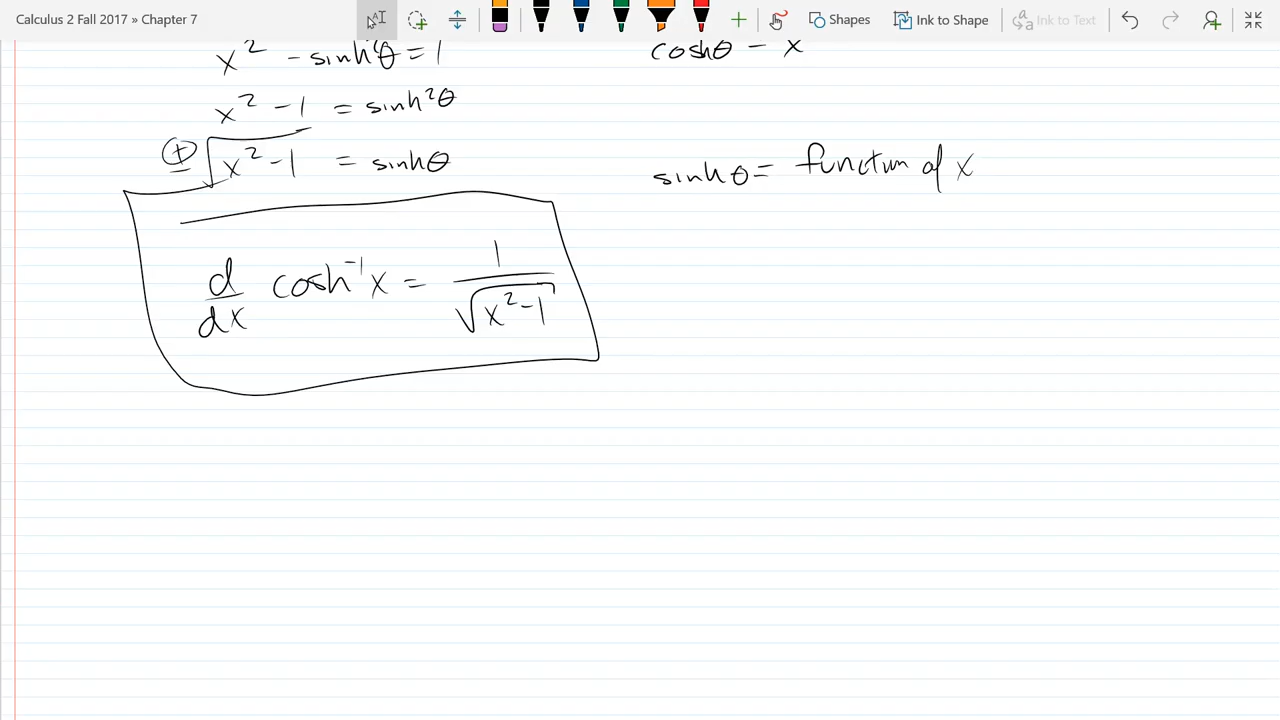 Calculus 2 Fall 2017 » Chapter 7
Shapes
Ink to Shape
Ink to Text
x² - sinh²θ = 1
x² - 1 = sinh²θ
± √(x² - 1) = sinhθ
d/dx cosh⁻¹x = 1/√(x² - 1)
coshθ - x
sinhθ = function of x